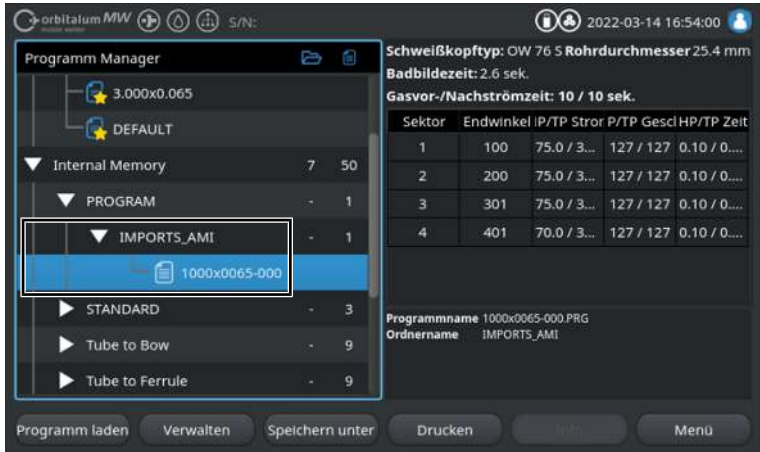 orbitalum MW S/N: 2022-03-14 16:54:00
Programm Manager
3.000x0.065
DEFAULT
Internal Memory 7 50
PROGRAM - 1
IMPORTS_AMI - 1
1000x0065-000
STANDARD - 3
Tube to Bow - 9
Tube to Ferrule - 9
Schweißkopftyp: OW 76 S Rohrdurchmesser 25.4 mm
Badbildezeit: 2.6 sek.
Gasvor-/Nachströmzeit: 10 / 10 sek.
Sektor Endwinkel IP/TP Stror P/TP Gescl HP/TP Zeit
1 100 75.0 / 3... 127 / 127 0.10 / 0....
2 200 75.0 / 3... 127 / 127 0.10 / 0....
3 301 75.0 / 3... 127 / 127 0.10 / 0....
4 401 70.0 / 3... 127 / 127 0.10 / 0....
Programmname 1000x0065-000.PRG
Ordnername IMPORTS_AMI
Programm laden Verwalten Speichern unter Drucken Info Menü